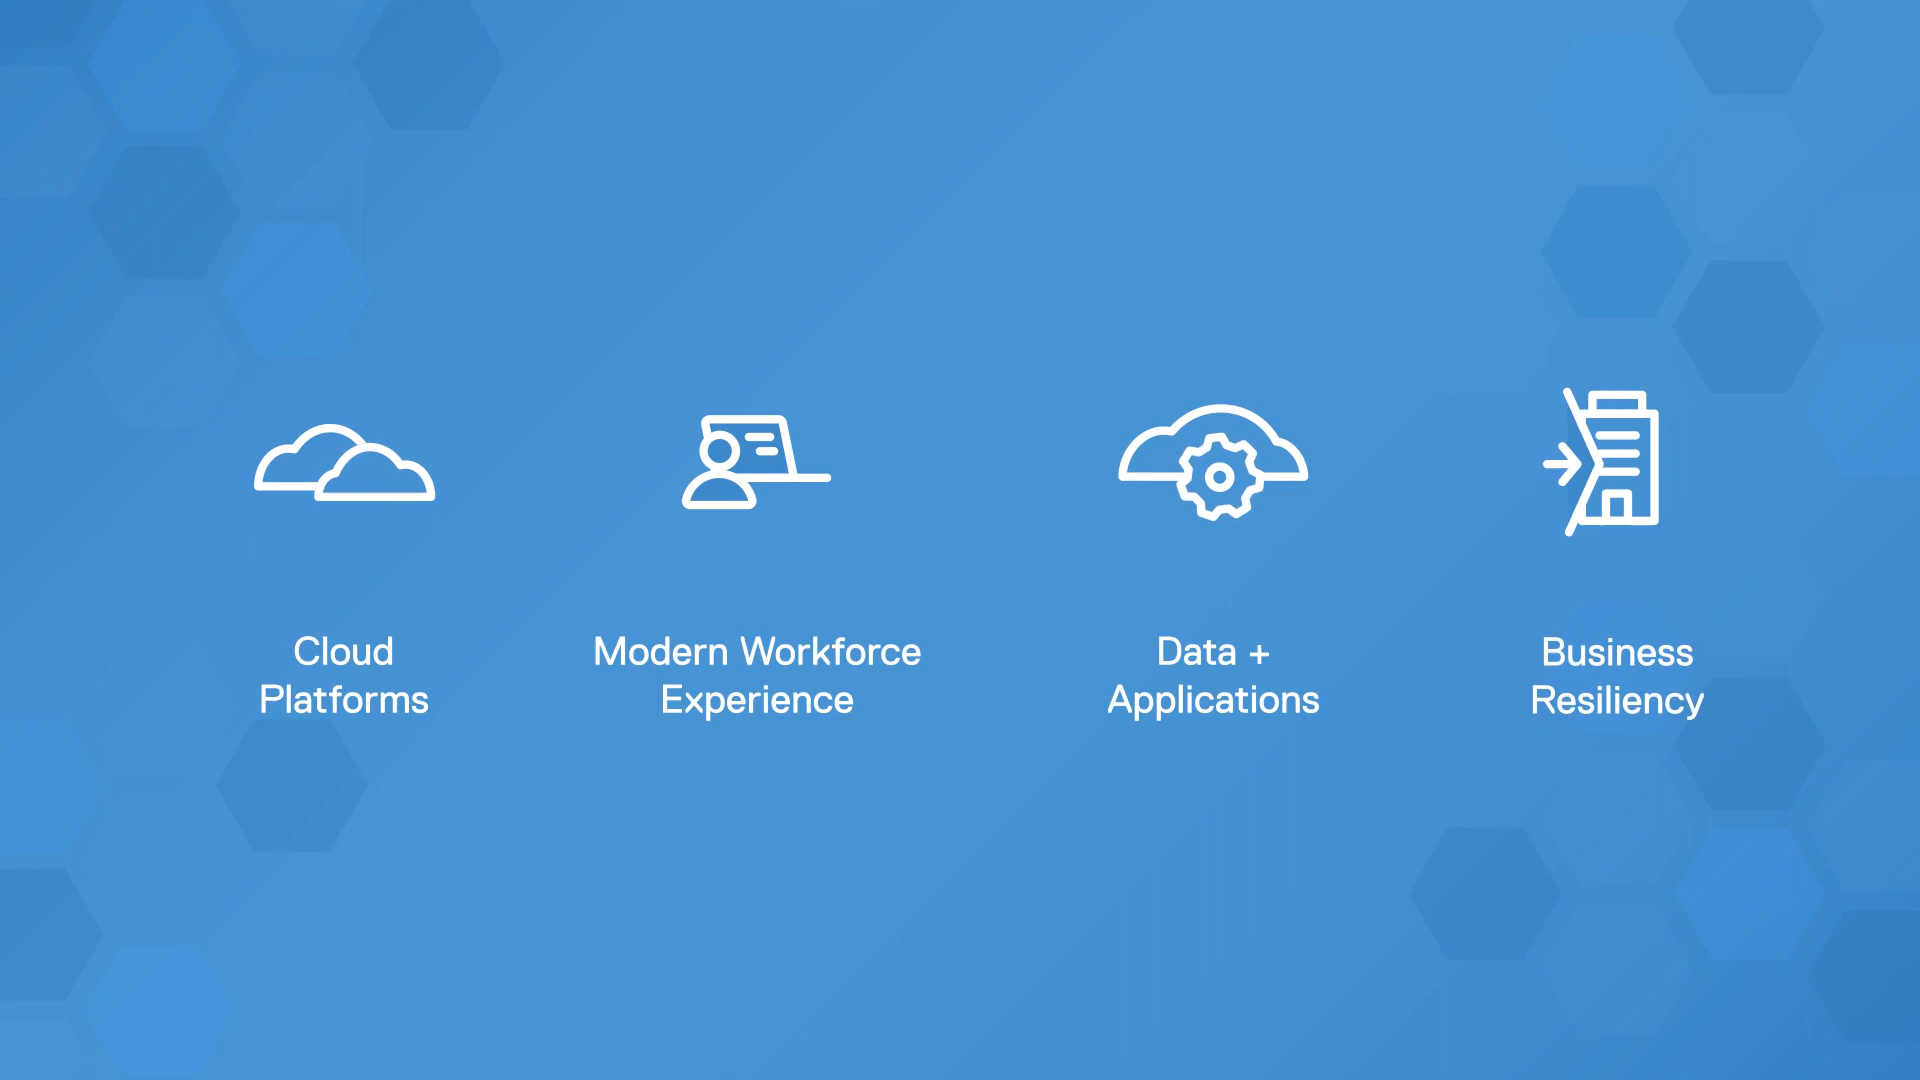 Cloud
Platforms
Modern Workforce
Experience
Data +
Applications
Business
Resiliency